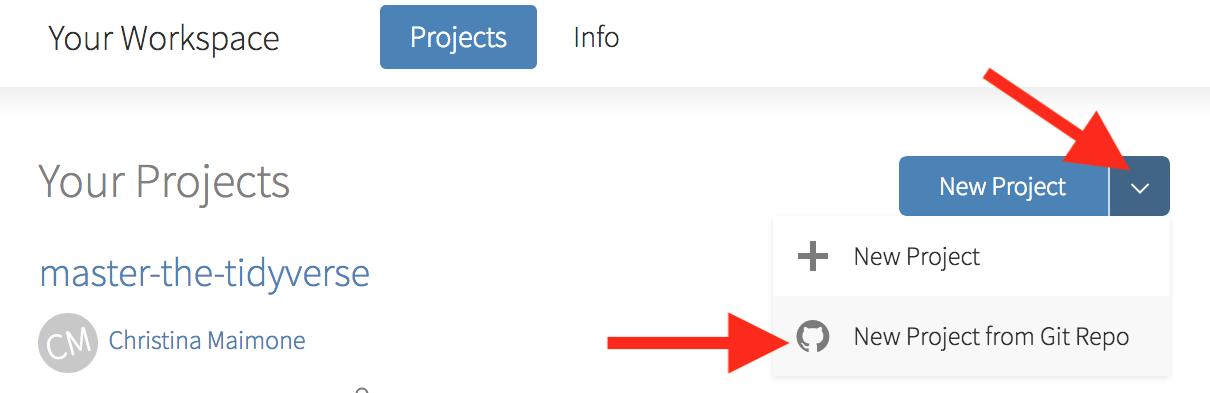 Your Workspace
Projects
Info
Your Projects
New Project
master-the-tidyverse
New Project
CM
Christina Maimone
New Project from Git Repo